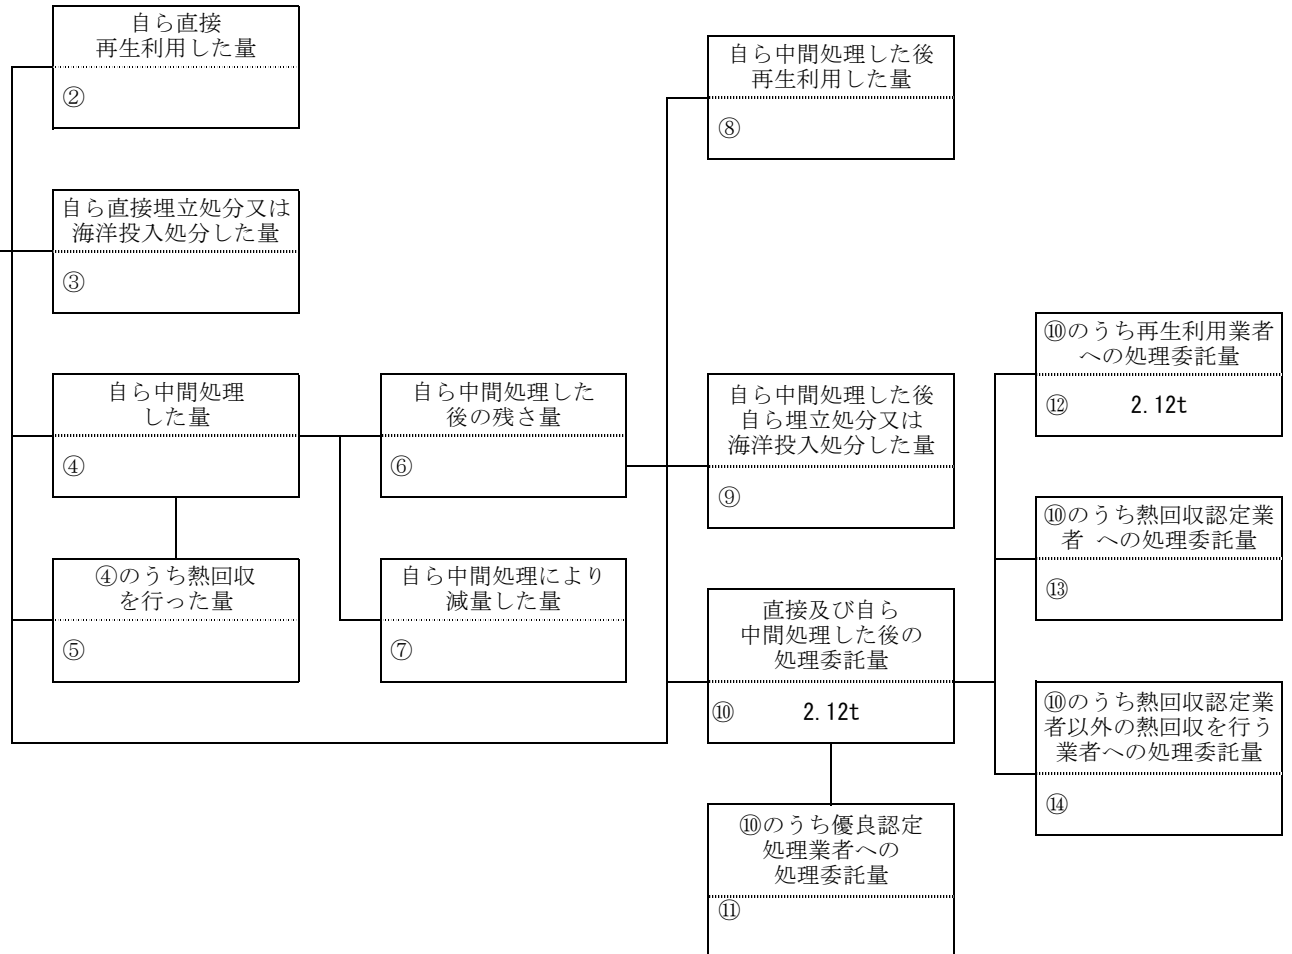 自ら直接
再生利用した量
②
自ら直接埋立処分又は
海洋投入処分した量
③
自ら中間処理
した量
④
④のうち熱回収
を行った量
⑤
自ら中間処理した
後の残さ量
⑥
自ら中間処理により
減量した量
⑦
自ら中間処理した後
再生利用した量
⑧
自ら中間処理した後
自ら埋立処分又は
海洋投入処分した量
⑨
直接及び自ら
中間処理した後の
処理委託量
⑩ 2.12t
⑩のうち優良認定
処理業者への
処理委託量
⑪
⑩のうち再生利用業者
への処理委託量
⑫ 2.12t
⑩のうち熱回収認定業
者 への処理委託量
⑬
⑩のうち熱回収認定業
者以外の熱回収を行う
業者への処理委託量
⑭